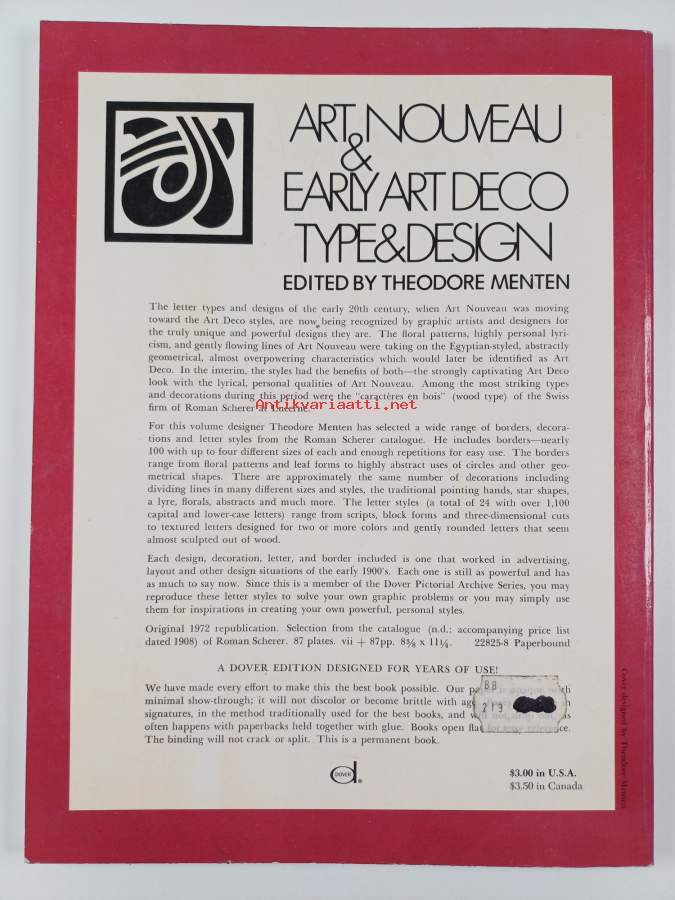 ART NOUVEAU
&
EARLY ART DECO
TYPE & DESIGN
EDITED BY THEODORE MENTEN
The letter types and designs of the early 20th century, when Art Nouveau was moving
toward the Art Deco styles, are now being recognized by graphic artists and designers for
the truly unique and powerful designs they are. The floral patterns, highly personal lyri-
cism, and gently flowing lines of Art Nouveau were taking on the Egyptian-styled, abstractly
geometrical, almost overpowering characteristics which would later be identified as Art
Deco. In the interim, the styles had the benefits of both—the strongly captivating Art Deco
look with the lyrical, personal qualities of Art Nouveau. Among the most striking types
and decorations during this period were the "caractères en bois" (wood type) of the Swiss
firm of Roman Scherer at Lucerne.
Antikvariaatti.net
For this volume designer Theodore Menten has selected a wide range of borders, decora-
tions and letter styles from the Roman Scherer catalogue. He includes borders—nearly
100 with up to four different sizes of each and enough repetitions for easy use. The borders
range from floral patterns and leaf forms to highly abstract uses of circles and other geo-
metrical shapes. There are approximately the same number of decorations including
dividing lines in many different sizes and styles, the traditional pointing hands, star shapes,
a lyre, florals, abstracts and much more. The letter styles (a total of 24 with over 1,100
capital and lower-case letters) range from scripts, block forms and three-dimensional cuts
to textured letters designed for two or more colors and gently rounded letters that seem
almost sculpted out of wood.
Each design, decoration, letter, and border included is one that worked in advertising,
layout and other design situations of the early 1900's. Each one is still as powerful and has
as much to say now. Since this is a member of the Dover Pictorial Archive Series, you may
reproduce these letter styles to solve your own graphic problems or you may simply use
them for inspirations in creating your own powerful, personal styles.
Original 1972 republication. Selection from the catalogue (n.d.: accompanying price list
dated 1908) of Roman Scherer. 87 plates. vii + 87pp. 8⅜ x 11¼. 22825-8 Paperbound
A DOVER EDITION DESIGNED FOR YEARS OF USE!
We have made every effort to make this the best book possible. Our
minimal show-through; it will not discolor or become brittle with
signatures, in the method traditionally used for the best books, and
often happens with paperbacks held together with glue. Books open
The binding will not crack or split. This is a permanent book.
BB
213
DOVER
$3.00 in U.S.A.
$3.50 in Canada
Cover designed by Theodore Menten